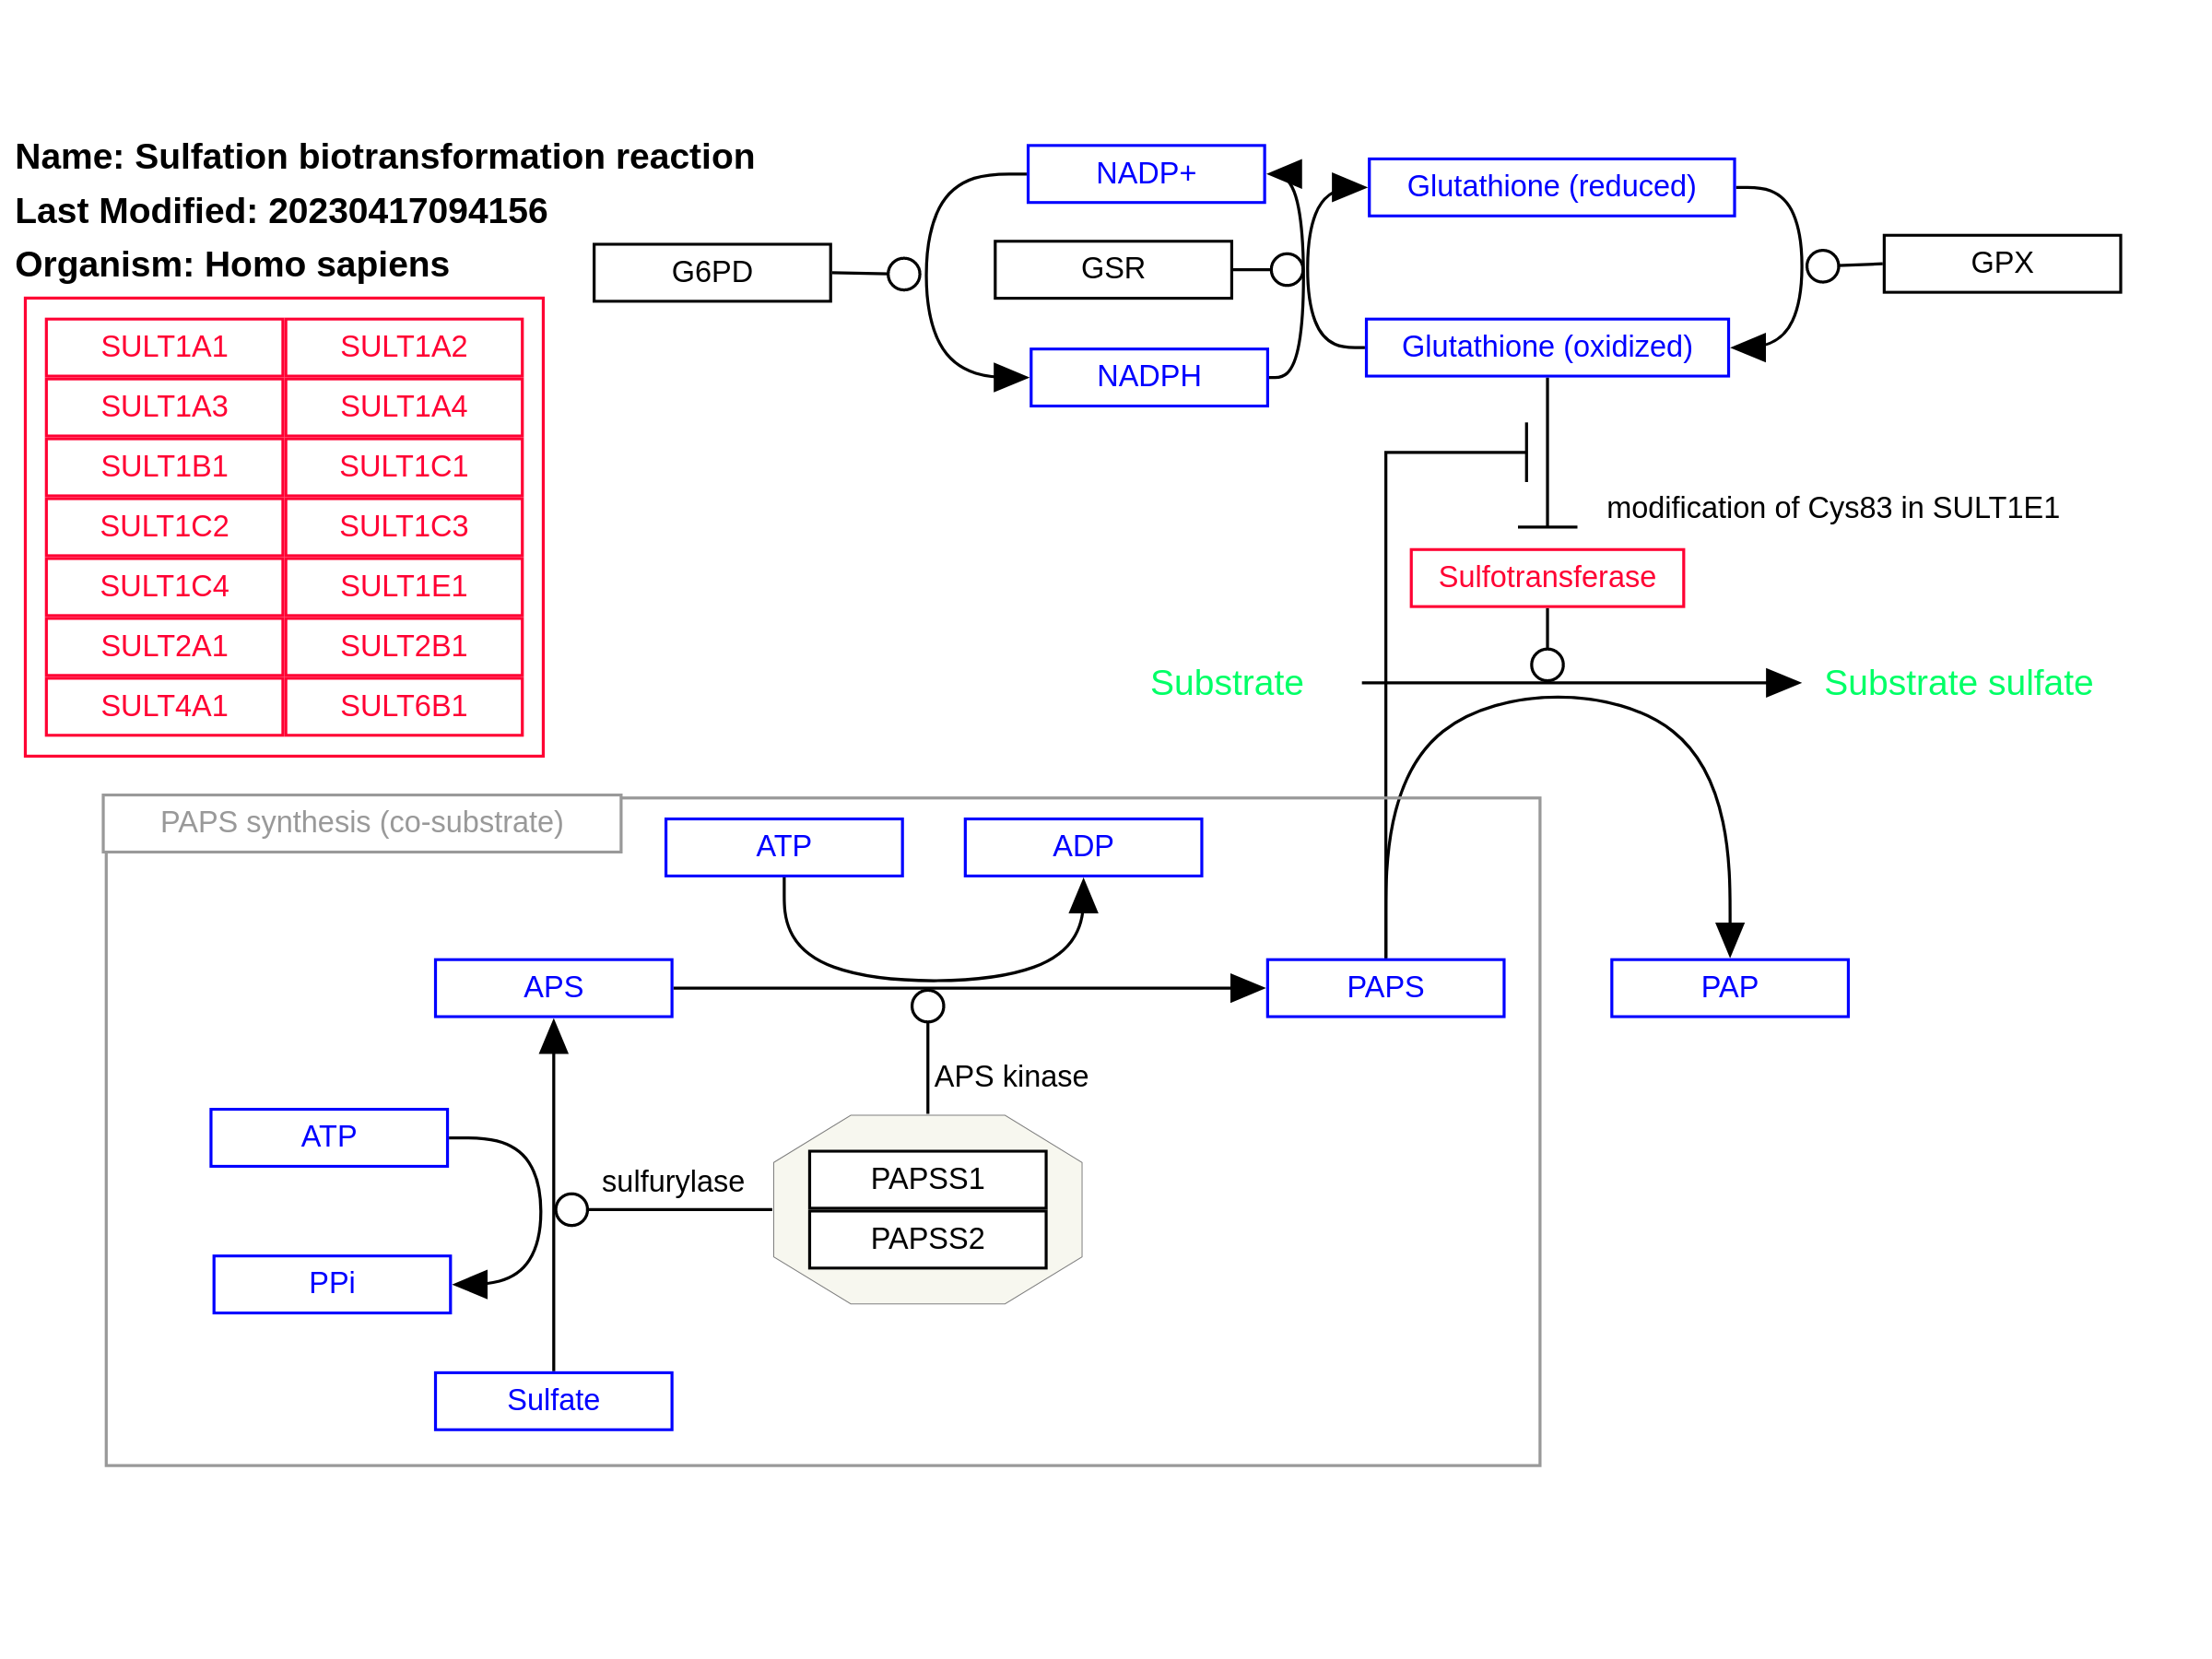 Name: Sulfation biotransformation reaction
Last Modified: 20230417094156
Organism: Homo sapiens
NADP+
Glutathione (reduced)
G6PD
GSR
GPX
NADPH
Glutathione (oxidized)
SULT1A1 SULT1A2
SULT1A3 SULT1A4
SULT1B1 SULT1C1
SULT1C2 SULT1C3
SULT1C4 SULT1E1
SULT2A1 SULT2B1
SULT4A1 SULT6B1
modification of Cys83 in SULT1E1
Sulfotransferase
Substrate
Substrate sulfate
PAPS synthesis (co-substrate)
ATP
ADP
APS
PAPS
PAP
APS kinase
ATP
sulfurylase
PAPSS1
PAPSS2
PPi
Sulfate